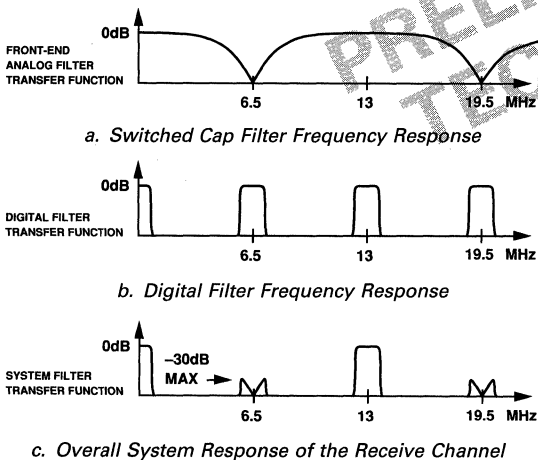 0dB
FRONT-END
ANALOG FILTER
TRANSFER FUNCTION
6.5 13 19.5 MHz
a. Switched Cap Filter Frequency Response
0dB
DIGITAL FILTER
TRANSFER FUNCTION
6.5 13 19.5 MHz
b. Digital Filter Frequency Response
0dB
–30dB
MAX
SYSTEM FILTER
TRANSFER FUNCTION
6.5 13 19.5 MHz
c. Overall System Response of the Receive Channel
PREL
TEC